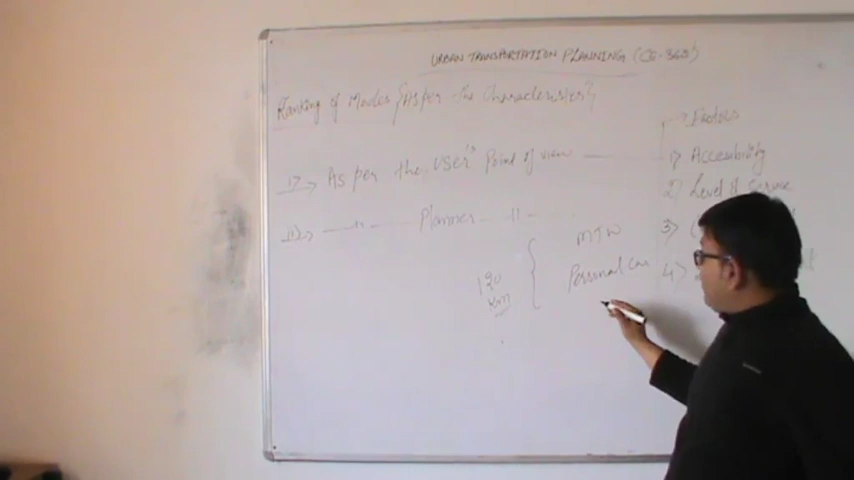 URBAN TRANSPORTATION PLANNING (CE-363)
Ranking of Modes {As per the Characteristics}
Factors
i) → As per the, user's Point of view
1) Accessibility
2) Level of Service
ii) → —"— Planner —"—
3) (
MTW
Personal Car
4)
120
km